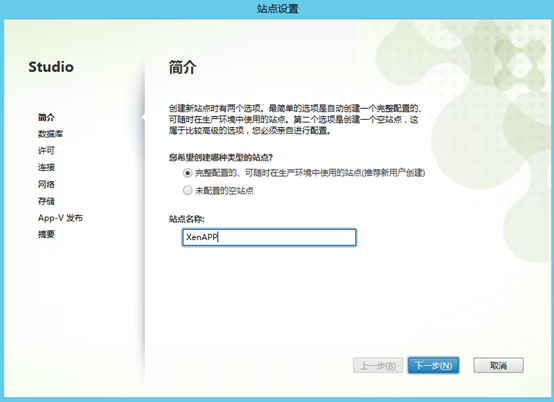 站点设置
Studio
简介
数据库
许可
连接
网络
存储
App-V 发布
摘要
简介
创建新站点时有两个选项。最简单的选项是自动创建一个完整配置的、
可随时在生产环境中使用的站点。第二个选项是创建一个空站点，这
属于比较高级的选项，您必须亲自进行配置。
您希望创建哪种类型的站点?
完整配置的、可随时在生产环境中使用的站点(推荐新用户创建)
未配置的空站点
站点名称:
XenAPP
上一步(B)
下一步(N)
取消